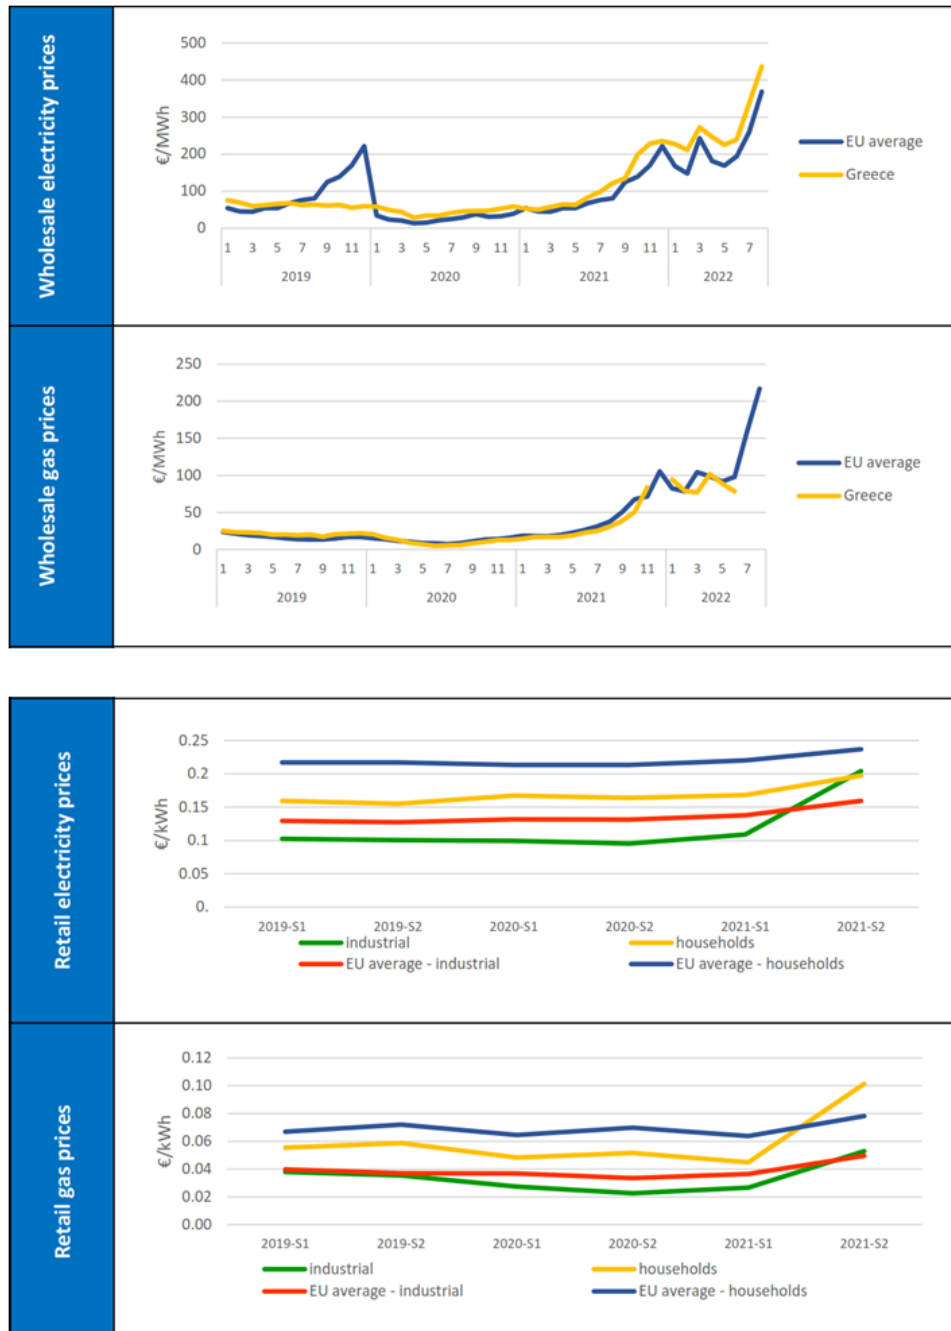 Wholesale electricity prices
500
400
300
200
100
0
€/MWh
1 3 5 7 9 11 1 3 5 7 9 11 1 3 5 7 9 11 1 3 5 7
2019 2020 2021 2022
EU average
Greece
Wholesale gas prices
250
200
150
100
50
0
€/MWh
1 3 5 7 9 11 1 3 5 7 9 11 1 3 5 7 9 11 1 3 5 7
2019 2020 2021 2022
EU average
Greece
Retail electricity prices
0.25
0.2
0.15
0.1
0.05
0.
€/kWh
2019-S1 2019-S2 2020-S1 2020-S2 2021-S1 2021-S2
industrial households
EU average - industrial EU average - households
Retail gas prices
0.12
0.10
0.08
0.06
0.04
0.02
0.00
€/kWh
2019-S1 2019-S2 2020-S1 2020-S2 2021-S1 2021-S2
industrial households
EU average - industrial EU average - households